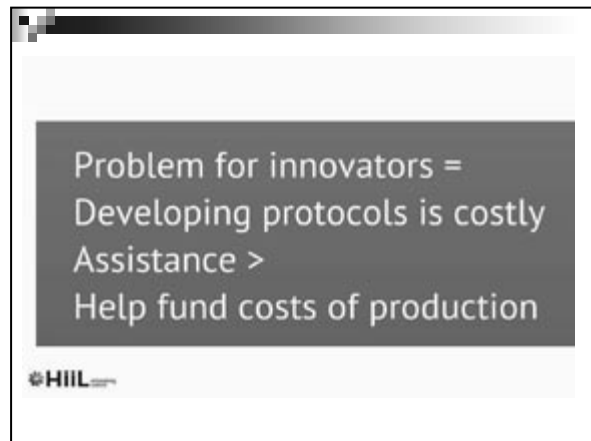 Problem for innovators =
Developing protocols is costly
Assistance >
Help fund costs of production
HiiL